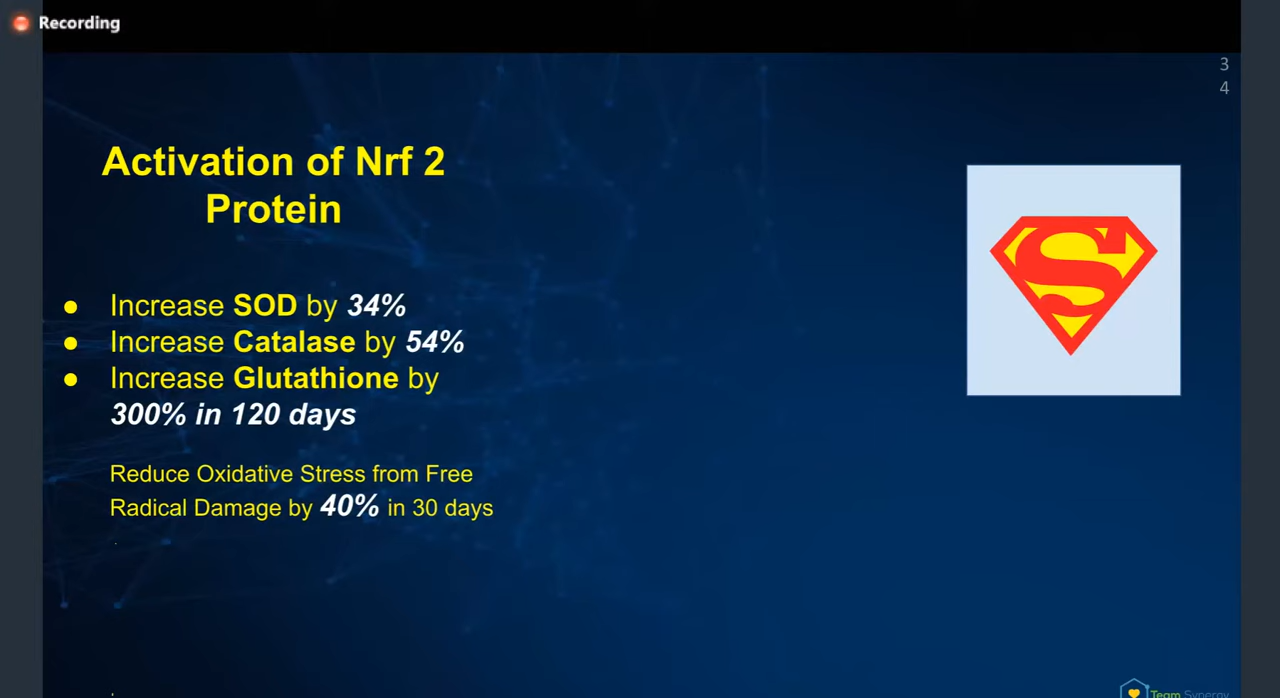 Recording
3
4
Activation of Nrf 2
Protein
● Increase SOD by 34%
● Increase Catalase by 54%
● Increase Glutathione by
300% in 120 days
Reduce Oxidative Stress from Free
Radical Damage by 40% in 30 days
S
Team Synergy